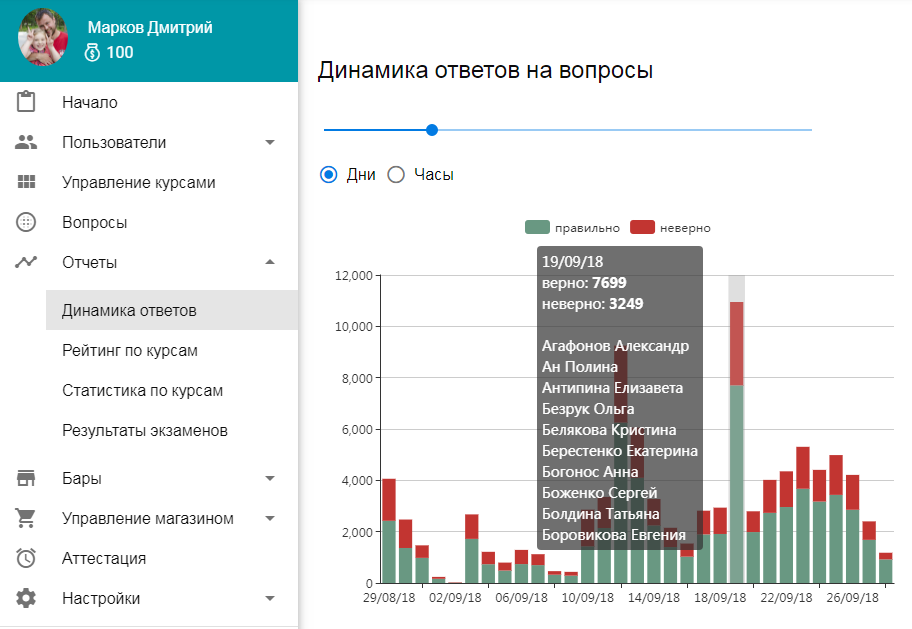 Марков Дмитрий
100
Начало
Пользователи
Управление курсами
Вопросы
Отчеты
Динамика ответов
Рейтинг по курсам
Статистика по курсам
Результаты экзаменов
Бары
Управление магазином
Аттестация
Настройки
Динамика ответов на вопросы
Дни Часы
правильно неверно
19/09/18
верно: 7699
неверно: 3249
Агафонов Александр
Ан Полина
Антипина Елизавета
Безрук Ольга
Белякова Кристина
Берестенко Екатерина
Богонос Анна
Боженко Сергей
Болдина Татьяна
Боровикова Евгения
12,000
10,000
8,000
6,000
4,000
2,000
0
29/08/18 02/09/18 06/09/18 10/09/18 14/09/18 18/09/18 22/09/18 26/09/18